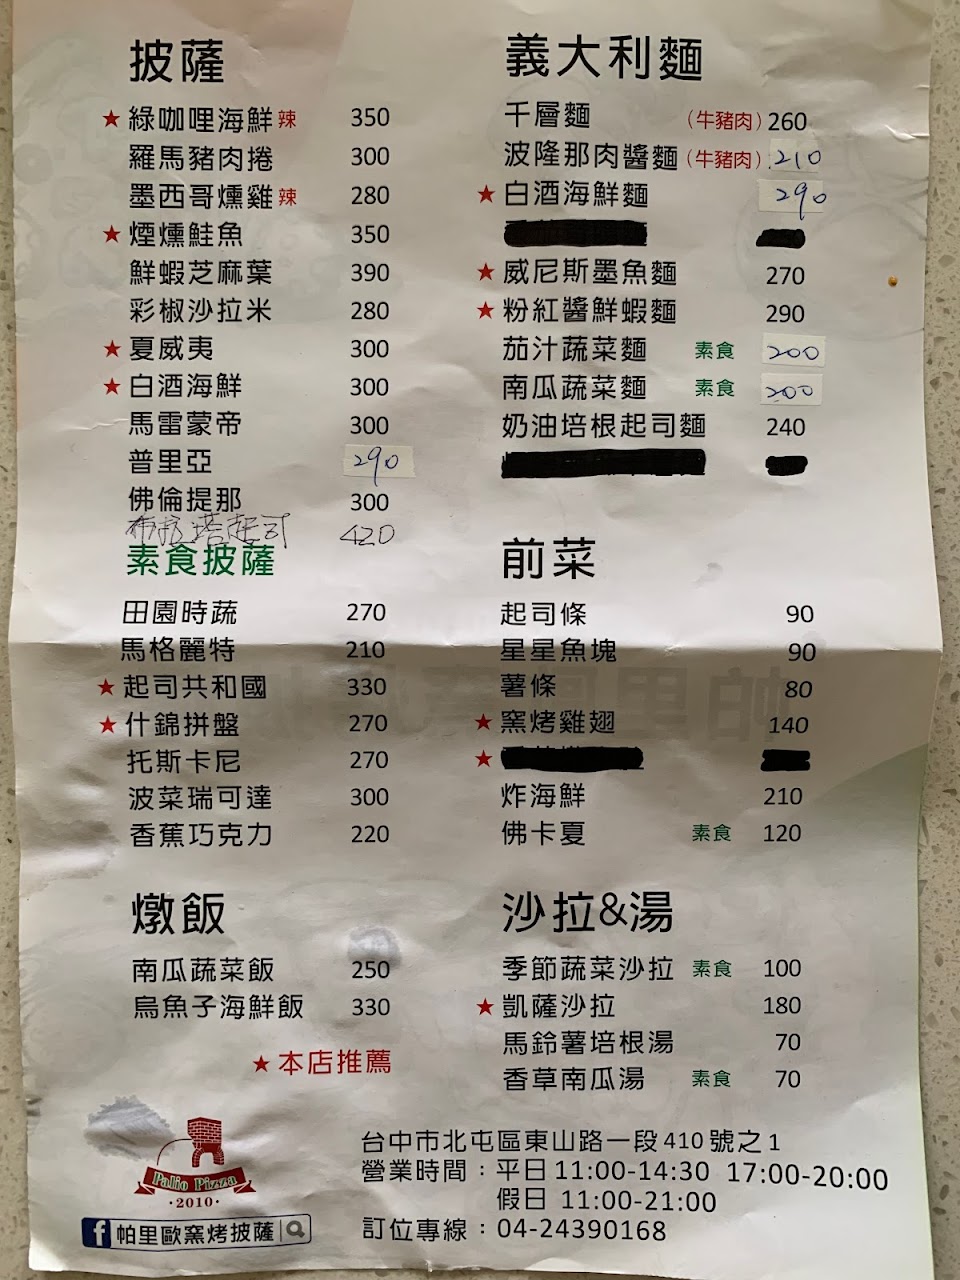 披薩
★ 綠咖哩海鮮 辣 350
羅馬豬肉捲 300
墨西哥燻雞 辣 280
★ 煙燻鮭魚 350
鮮蝦芝麻葉 390
彩椒沙拉米 280
★ 夏威夷 300
★ 白酒海鮮 300
馬雷蒙帝 300
普里亞 290
佛倫提那 300
布拉塔起司 420
素食披薩
田園時蔬 270
馬格麗特 210
★ 起司共和國 330
★ 什錦拼盤 270
托斯卡尼 270
菠菜瑞可達 300
香蕉巧克力 220
燉飯
南瓜蔬菜飯 250
烏魚子海鮮飯 330
★ 本店推薦
義大利麵
千層麵 (牛豬肉) 260
波隆那肉醬麵 (牛豬肉) 210
★ 白酒海鮮麵 290
★ 威尼斯墨魚麵 270
★ 粉紅醬鮮蝦麵 290
茄汁蔬菜麵 素食 200
南瓜蔬菜麵 素食 200
奶油培根起司麵 240
前菜
起司條 90
星星魚塊 90
薯條 80
★ 窯烤雞翅 140
★
炸海鮮 210
佛卡夏 素食 120
沙拉&湯
季節蔬菜沙拉 素食 100
★ 凱薩沙拉 180
馬鈴薯培根湯 70
香草南瓜湯 素食 70
Palio Pizza
·2010·
f 帕里歐窯烤披薩
台中市北屯區東山路一段410號之1
營業時間：平日 11:00-14:30 17:00-20:00
假日 11:00-21:00
訂位專線：04-24390168